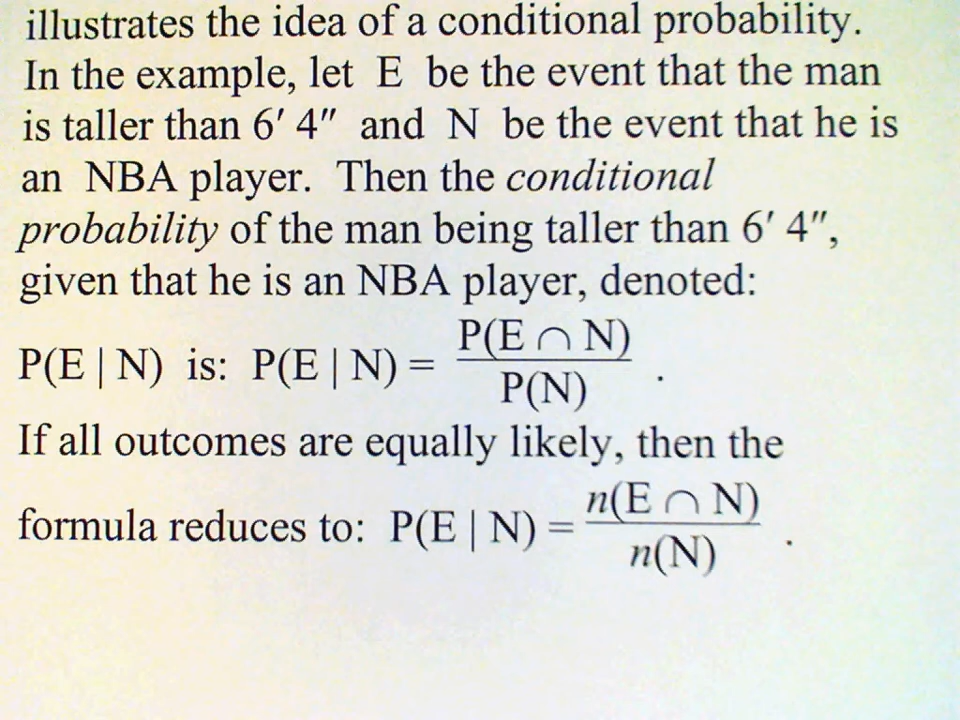 illustrates the idea of a conditional probability.
In the example, let E be the event that the man
is taller than 6′ 4″ and N be the event that he is
an NBA player. Then the conditional
probability of the man being taller than 6′ 4″,
given that he is an NBA player, denoted:
P(E | N) is: P(E | N) = P(E ∩ N) / P(N) .
If all outcomes are equally likely, then the
formula reduces to: P(E | N) = n(E ∩ N) / n(N) .